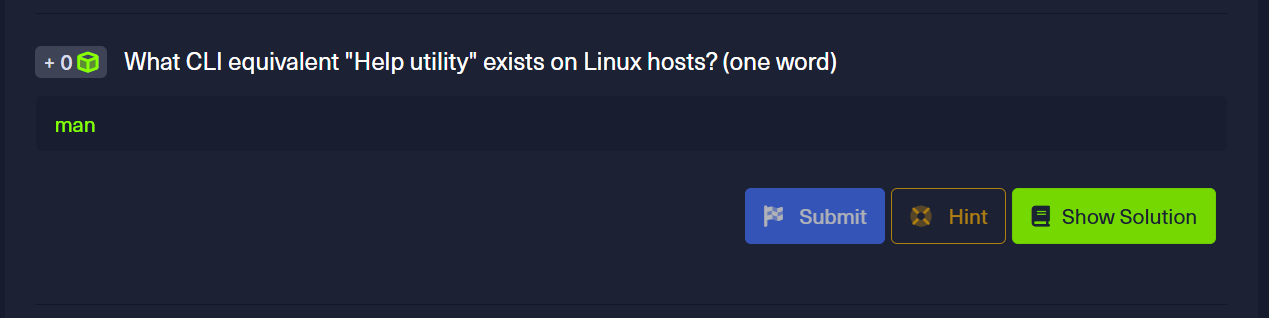 + 0 What CLI equivalent "Help utility" exists on Linux hosts? (one word)
man
Submit Hint Show Solution